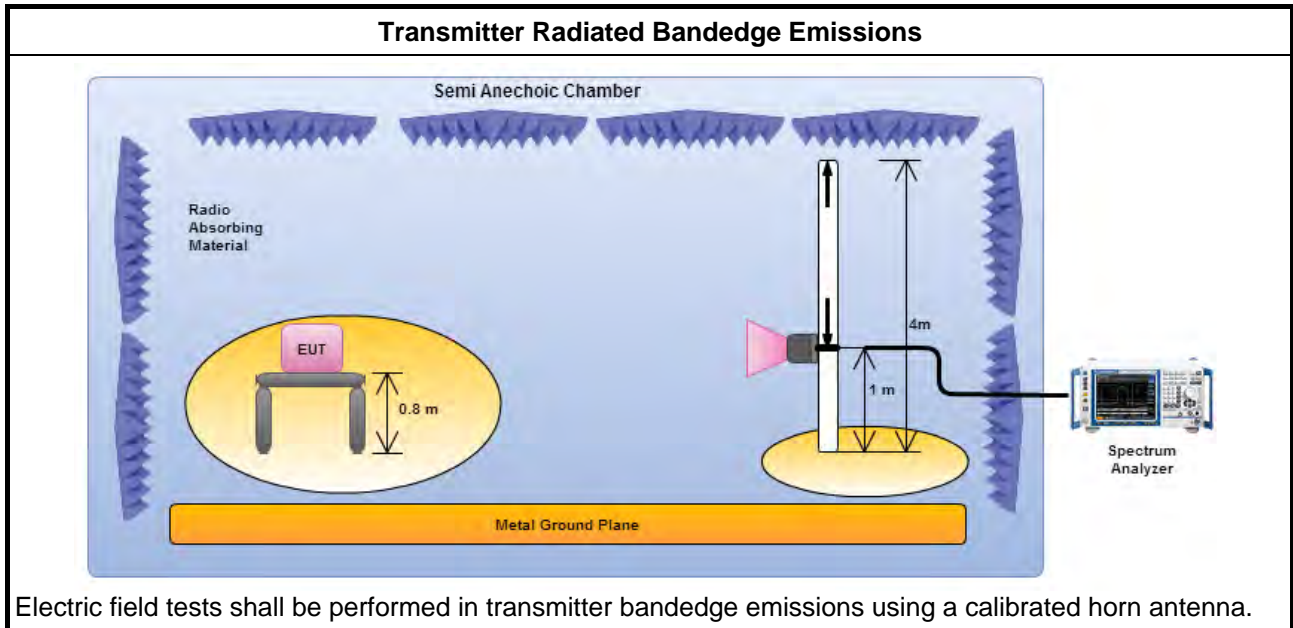 Transmitter Radiated Bandedge Emissions
Semi Anechoic Chamber
Radio
Absorbing
Material
EUT
0.8 m
4m
1 m
Spectrum
Analyzer
Metal Ground Plane
Electric field tests shall be performed in transmitter bandedge emissions using a calibrated horn antenna.